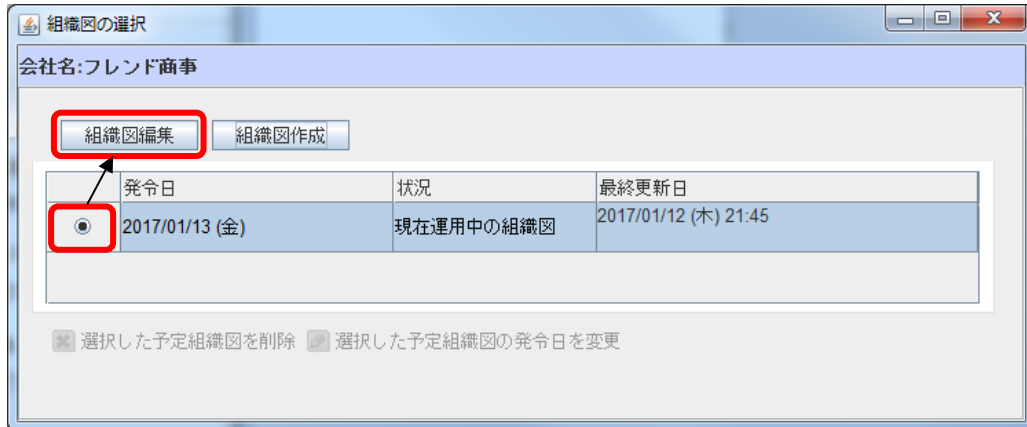 組織図の選択
会社名:フレンド商事
組織図編集 組織図作成
発令日 状況 最終更新日
2017/01/13 (金) 現在運用中の組織図 2017/01/12 (木) 21:45
選択した予定組織図を削除 選択した予定組織図の発令日を変更